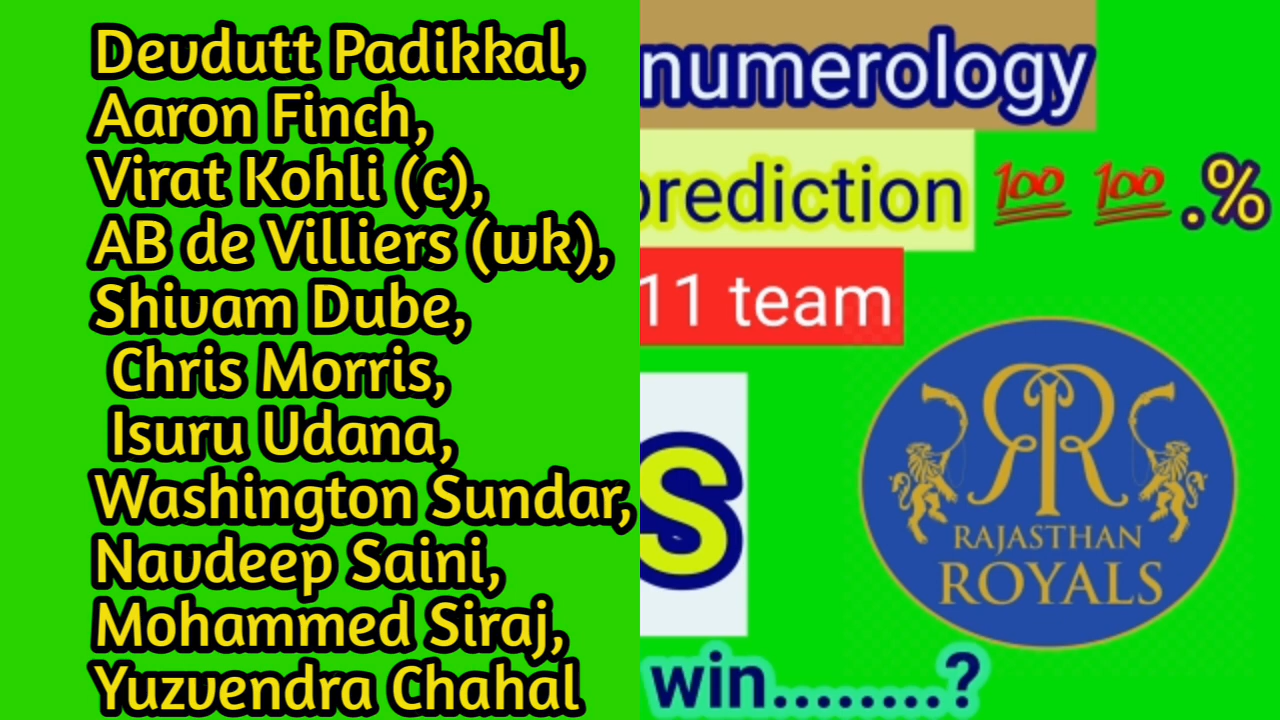 Devdutt Padikkal,
Aaron Finch,
Virat Kohli (c),
AB de Villiers (wk),
Shivam Dube,
Chris Morris,
Isuru Udana,
Washington Sundar,
Navdeep Saini,
Mohammed Siraj,
Yuzvendra Chahal
numerology
prediction 💯 💯.%
11 team
S
RR
RAJASTHAN
ROYALS
win........?